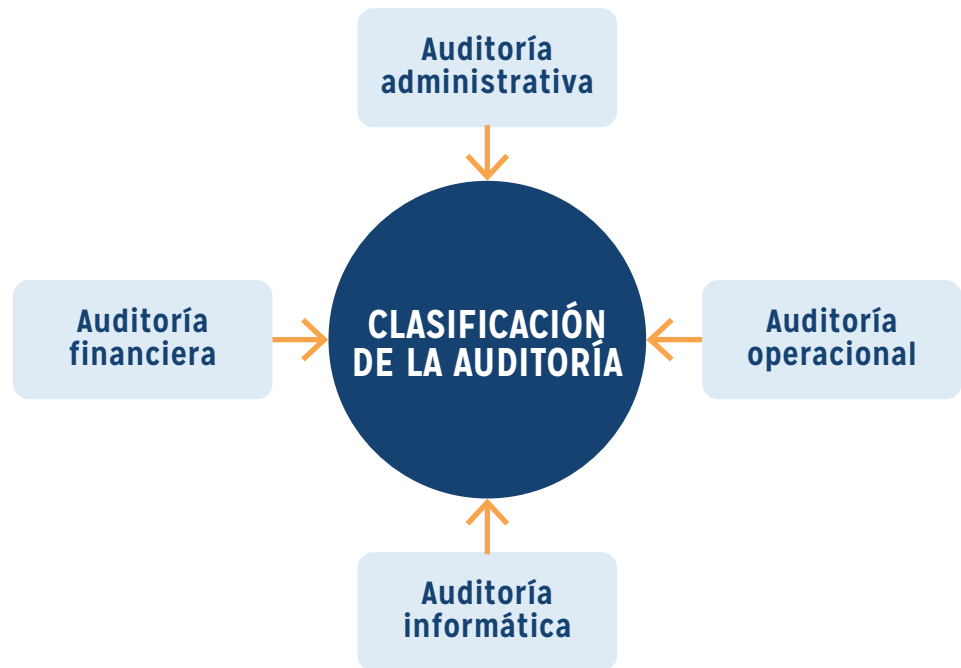 Auditoría
administrativa
Auditoría
financiera
CLASIFICACIÓN
DE LA AUDITORÍA
Auditoría
operacional
Auditoría
informática